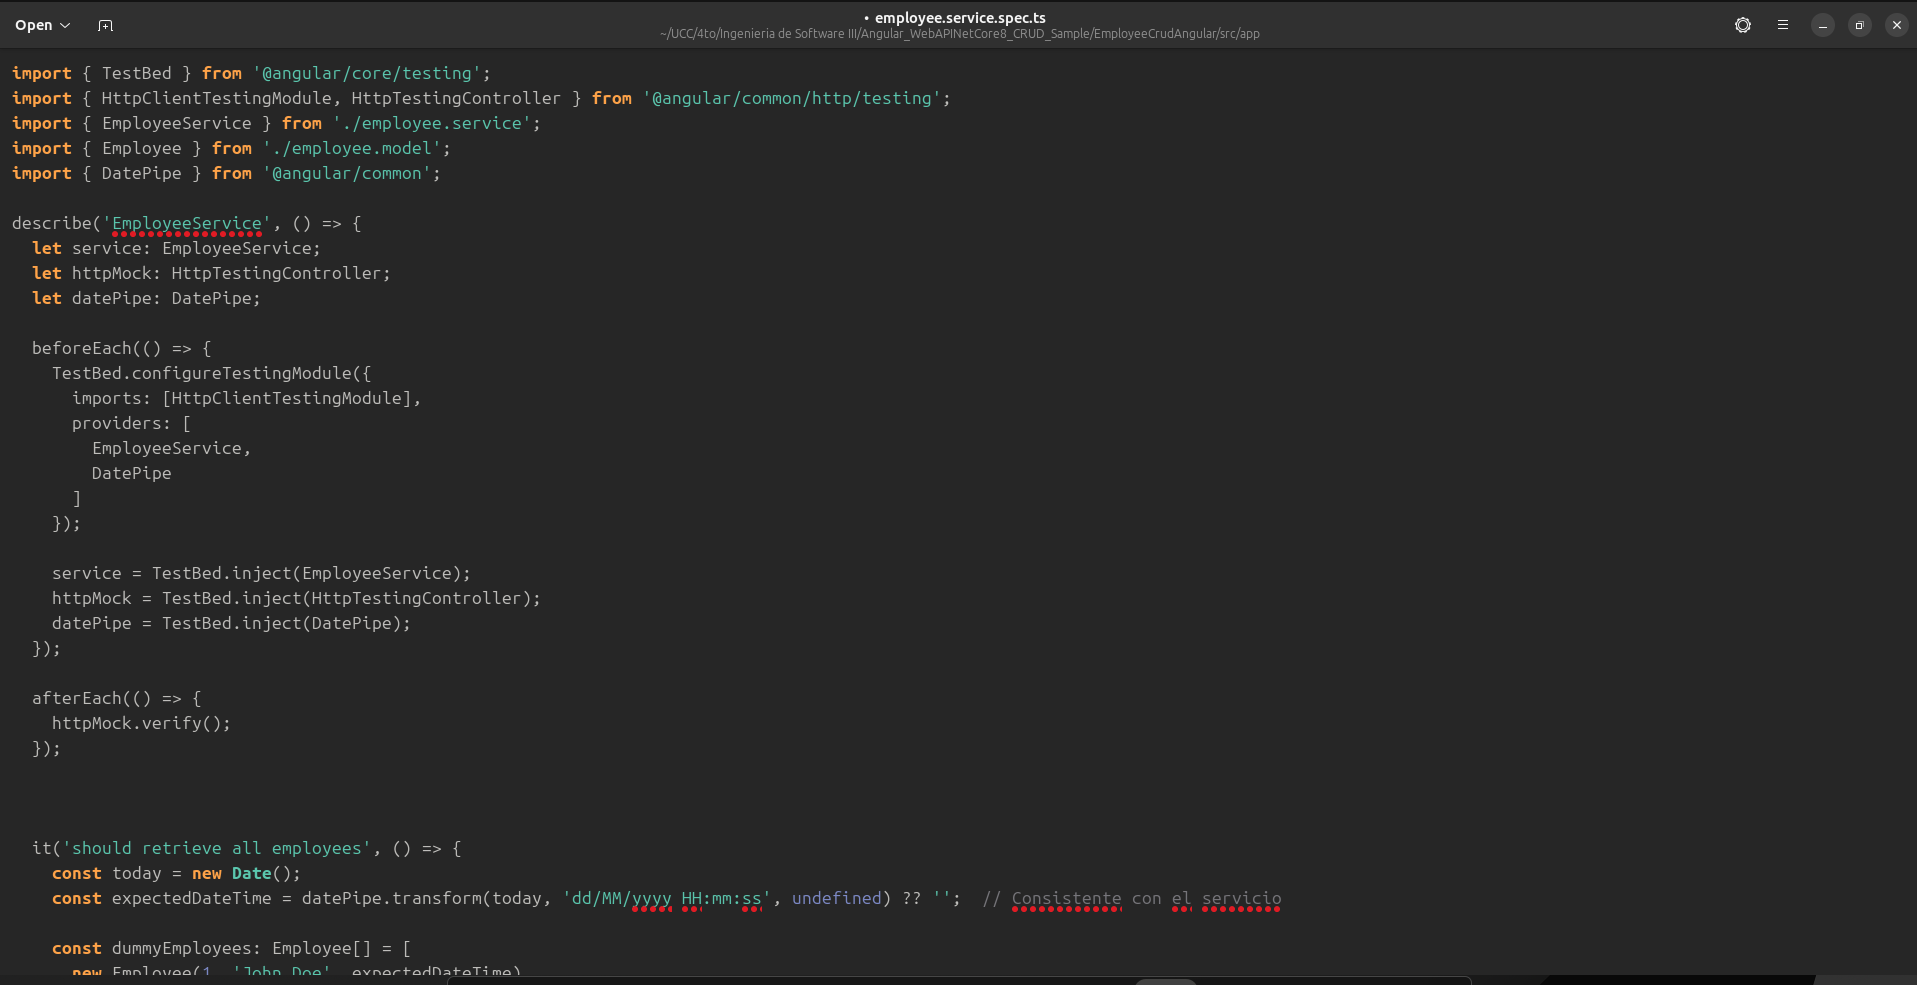 Open
• employee.service.spec.ts
~/UCC/4to/Ingenieria de Software III/Angular_WebAPINetCore8_CRUD_Sample/EmployeeCrudAngular/src/app
import { TestBed } from '@angular/core/testing';
import { HttpClientTestingModule, HttpTestingController } from '@angular/common/http/testing';
import { EmployeeService } from './employee.service';
import { Employee } from './employee.model';
import { DatePipe } from '@angular/common';
describe('EmployeeService', () => {
let service: EmployeeService;
let httpMock: HttpTestingController;
let datePipe: DatePipe;
beforeEach(() => {
TestBed.configureTestingModule({
imports: [HttpClientTestingModule],
providers: [
EmployeeService,
DatePipe
]
});
service = TestBed.inject(EmployeeService);
httpMock = TestBed.inject(HttpTestingController);
datePipe = TestBed.inject(DatePipe);
});
afterEach(() => {
httpMock.verify();
});
it('should retrieve all employees', () => {
const today = new Date();
const expectedDateTime = datePipe.transform(today, 'dd/MM/yyyy HH:mm:ss', undefined) ?? '';  // Consistente con el servicio
const dummyEmployees: Employee[] = [
new Employee(1, 'John Doe', expectedDateTime)